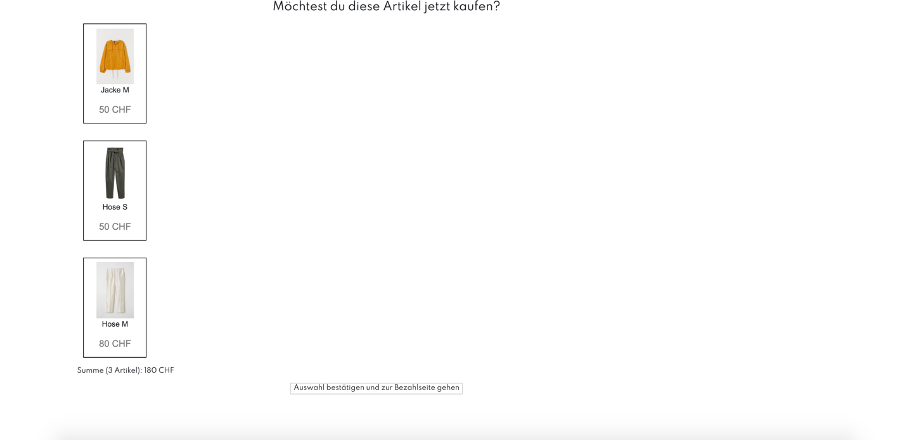 Möchtest du diese Artikel jetzt kaufen?
Jacke M
50 CHF
Hose S
50 CHF
Hose M
80 CHF
Summe (3 Artikel): 180 CHF
Auswahl bestätigen und zur Bezahlseite gehen